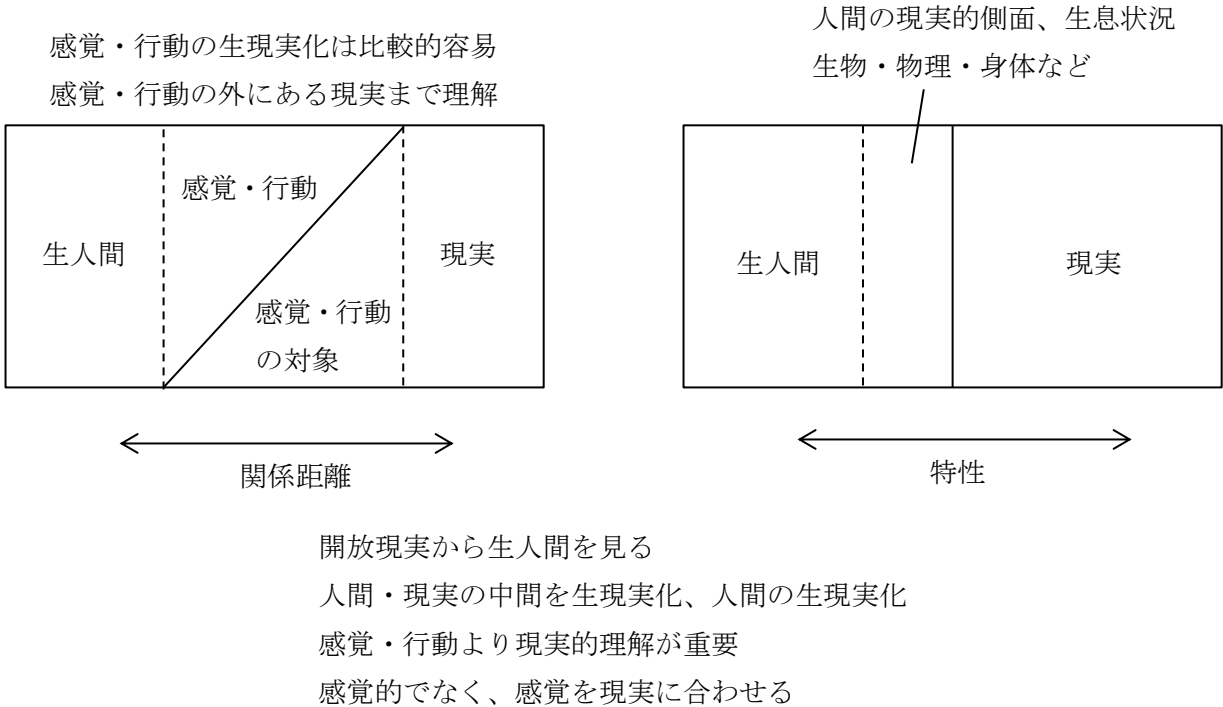 感覚・行動の生現実化は比較的容易
感覚・行動の外にある現実まで理解
生人間
感覚・行動
感覚・行動
の対象
現実
関係距離
人間の現実的側面、生息状況
生物・物理・身体など
生人間
現実
特性
開放現実から生人間を見る
人間・現実の中間を生現実化、人間の生現実化
感覚・行動より現実的理解が重要
感覚的でなく、感覚を現実に合わせる